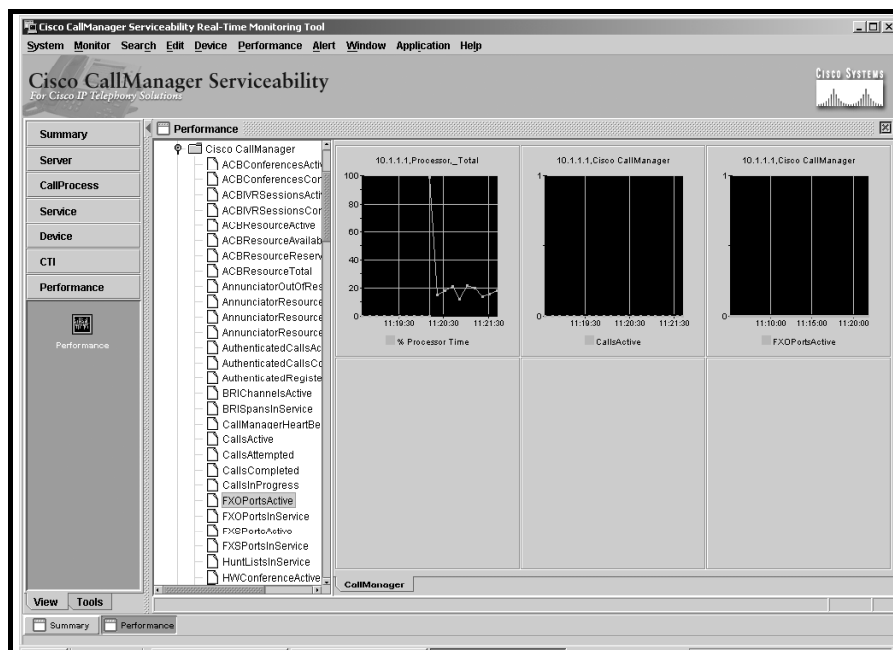 Cisco CallManager Serviceability Real-Time Monitoring Tool
System Monitor Search Edit Device Performance Alert Window Application Help
Cisco CallManager Serviceability
For Cisco IP Telephony Solutions
CISCO SYSTEMS
Summary
Server
CallProcess
Service
Device
CTI
Performance
Performance
View Tools
Performance
Cisco CallManager
ACBConferencesActiv
ACBConferencesCor
ACBIVRSessionsActi
ACBIVRSessionsCor
ACBResourceActive
ACBResourceAvailab
ACBResourceReserv
ACBResourceTotal
AnnunciatorOutOfRes
AnnunciatorResource
AnnunciatorResource
AnnunciatorResource
AuthenticatedCallsAc
AuthenticatedCallsCo
AuthenticatedRegiste
BRIChannelsActive
BRISpansInService
CallManagerHeartBe
CallsActive
CallsAttempted
CallsCompleted
CallsInProgress
FXOPortsActive
FXOPortsInService
FXSPortsActive
FXSPortsInService
HuntListsInService
HWConferenceActive
10.1.1.1,Processor,_Total
100
80
60
40
20
0
11:19:30 11:20:30 11:21:30
% Processor Time
10.1.1.1,Cisco CallManager
1
0
11:19:30 11:20:30 11:21:30
CallsActive
10.1.1.1,Cisco CallManager
1
0
11:10:00 11:15:00 11:20:00
FXOPortsActive
CallManager
Summary Performance